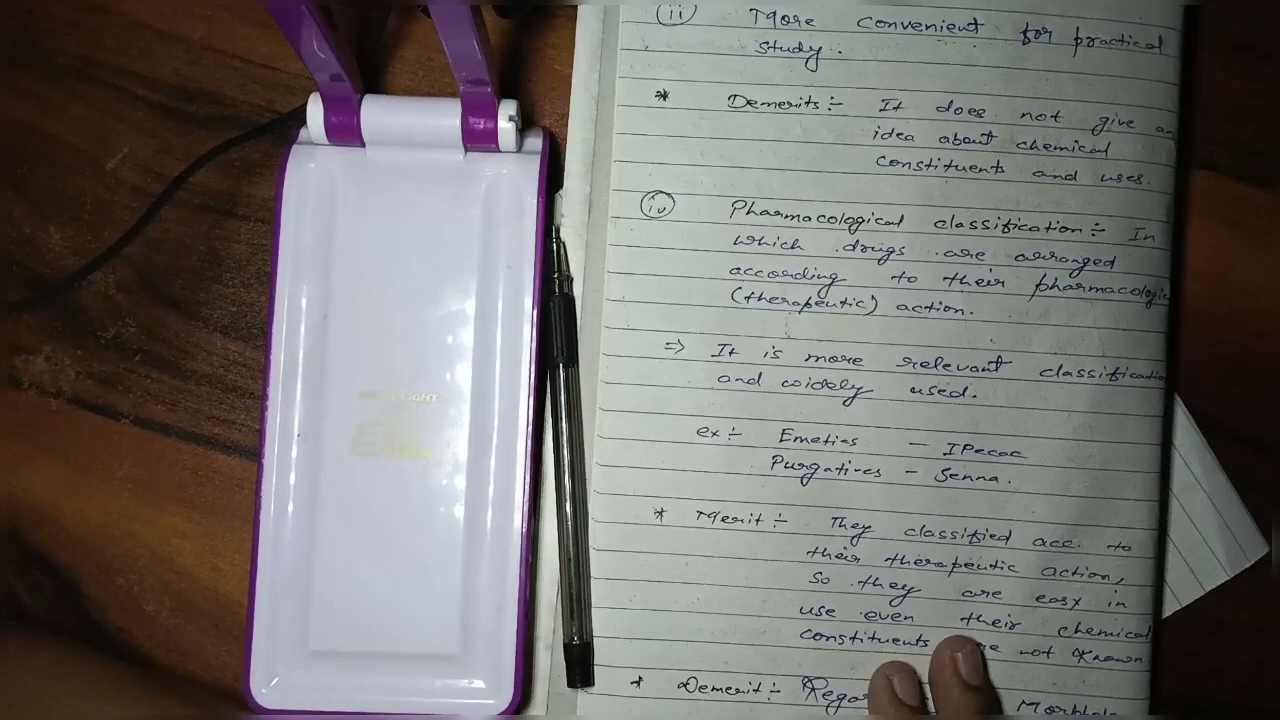 (ii) More convenient for practical
study.
* Demerits:- It does not give an
idea about chemical
constituents and uses.
(iv) Pharmacological classification:- In
which drugs are arranged
according to their pharmacologic
(therapeutic) action.
=> It is more relevant classification
and widely used.
ex:- Emetics - IPecac
Purgatives - Senna.
* Merit:- They classified acc. to
their therapeutic action,
so they are easy in
use even their chemical
constituents not known.
* Demerit:-
LIGHT